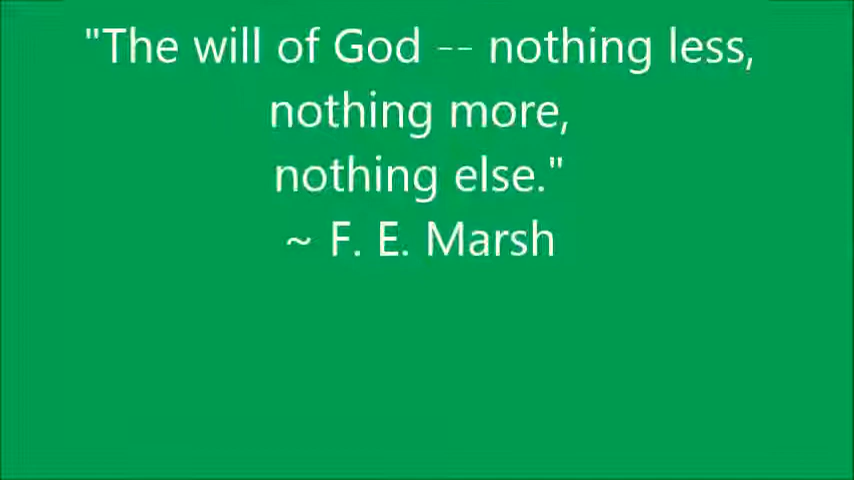 "The will of God -- nothing less,
nothing more,
nothing else."
~ F. E. Marsh